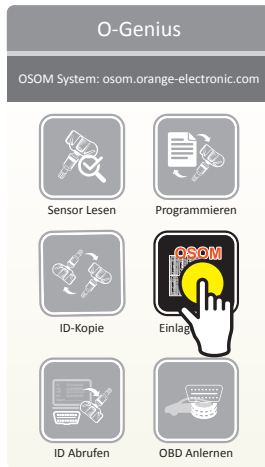 O-Genius
OSOM System: osom.orange-electronic.com
Sensor Lesen
Programmieren
OSOM
ID-Kopie
ID Abrufen
OBD Anlernen